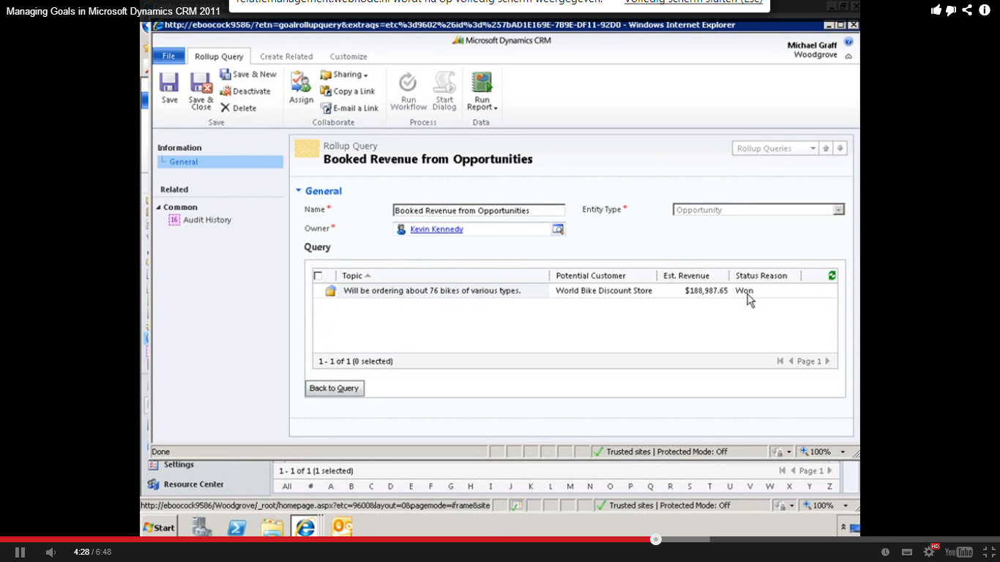 Managing Goals in Microsoft Dynamics CRM 2011
relatiemanagement.webnode.nl wordt nu op volledig scherm weergegeven. Volledig scherm sluiten (Esc)
http://eboocock9586/?etn=goalrollupquery&extraqs=etc%3d9602%26id%3d%257bAD1E169E-7B9E-DF11-92D0 - Windows Internet Explorer
Microsoft Dynamics CRM
Michael Graff
Woodgrove
File Rollup Query Create Related Customize
Save
Save & Close
Save & New
Deactivate
Delete
Save
Assign
Sharing
Copy a Link
E-mail a Link
Collaborate
Run Workflow
Start Dialog
Process
Run Report
Data
Information
General
Related
Common
16 Audit History
Rollup Query
Booked Revenue from Opportunities
Rollup Queries
General
Name* Booked Revenue from Opportunities Entity Type* Opportunity
Owner* Kevin Kennedy
Query
Topic Potential Customer Est. Revenue Status Reason
Will be ordering about 76 bikes of various types. World Bike Discount Store $188,987.65 Won
1 - 1 of 1 (0 selected) Page 1
Back to Query
Done Trusted sites | Protected Mode: Off 100%
Settings
Resource Center
1 - 1 of 1 (1 selected) Page 1
All # A B C D E F G H I J K L M N O P Q R S T U V W X Y Z
http://eboocock9586/Woodgrove/_root/homepage.aspx?etc=9600&layout=0&pagemode=iframe&site Trusted sites | Protected Mode: Off 100%
Start
4:28 / 6:48
HD
YouTube